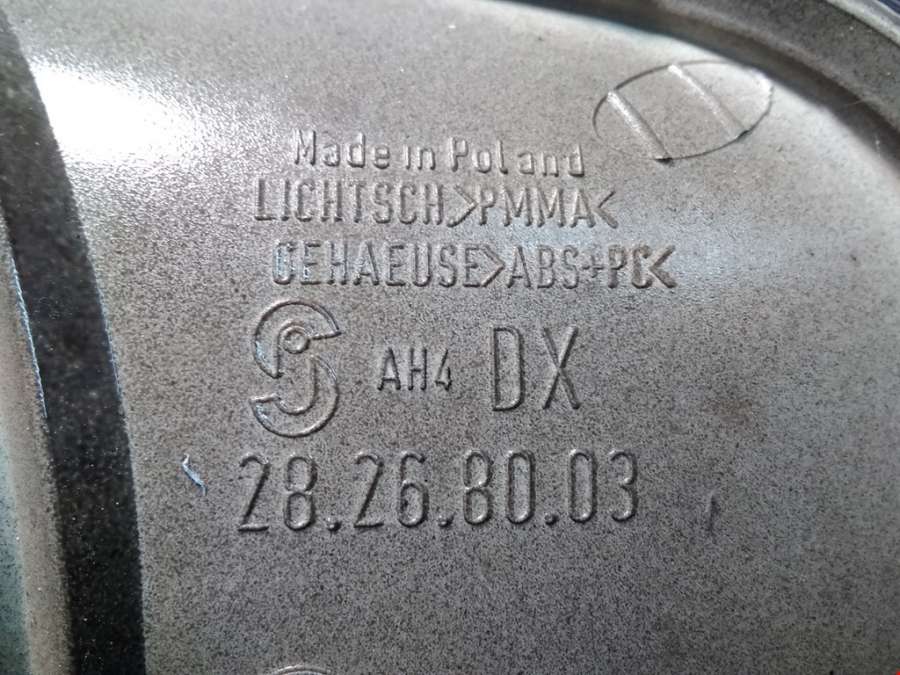 Made in Poland
LICHTSCH.>PMMA<
GEHAEUSE>ABS+PC<
AH4 DX
28.26.80.03